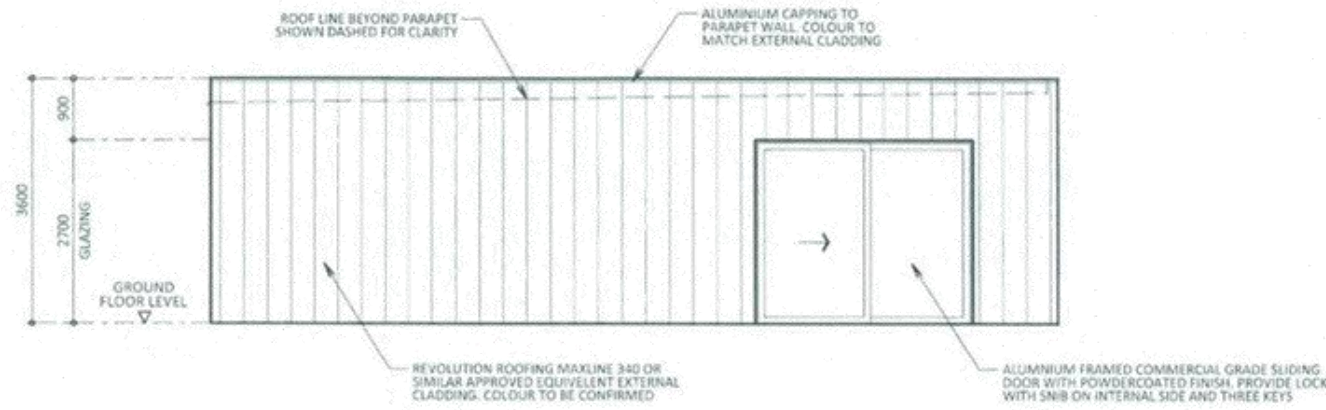 ROOF LINE BEYOND PARAPET
SHOWN DASHED FOR CLARITY
ALUMINIUM CAPPING TO
PARAPET WALL. COLOUR TO
MATCH EXTERNAL CLADDING
900
3600
2700
GLAZING
GROUND
FLOOR LEVEL
REVOLUTION ROOFING MAXLINE 340 OR
SIMILAR APPROVED EQUIVELENT EXTERNAL
CLADDING. COLOUR TO BE CONFIRMED
ALUMNIUM FRAMED COMMERCIAL GRADE SLIDING
DOOR WITH POWDERCOATED FINISH. PROVIDE LOCK
WITH SNIB ON INTERNAL SIDE AND THREE KEYS